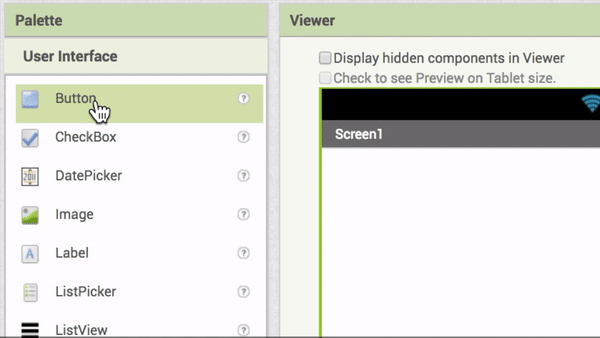 Palette
User Interface
Button
CheckBox
DatePicker
Image
Label
ListPicker
ListView
Viewer
Display hidden components in Viewer
Check to see Preview on Tablet size.
Screen1